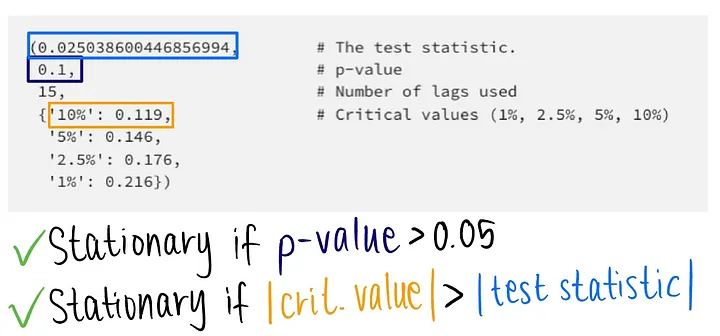 (0.025038600446856994, # The test statistic.
0.1, # p-value
15, # Number of lags used
{'10%': 0.119, # Critical values (1%, 2.5%, 5%, 10%)
'5%': 0.146,
'2.5%': 0.176,
'1%': 0.216})
✓ Stationary if p-value > 0.05
✓ Stationary if |crit. value| > |test statistic|